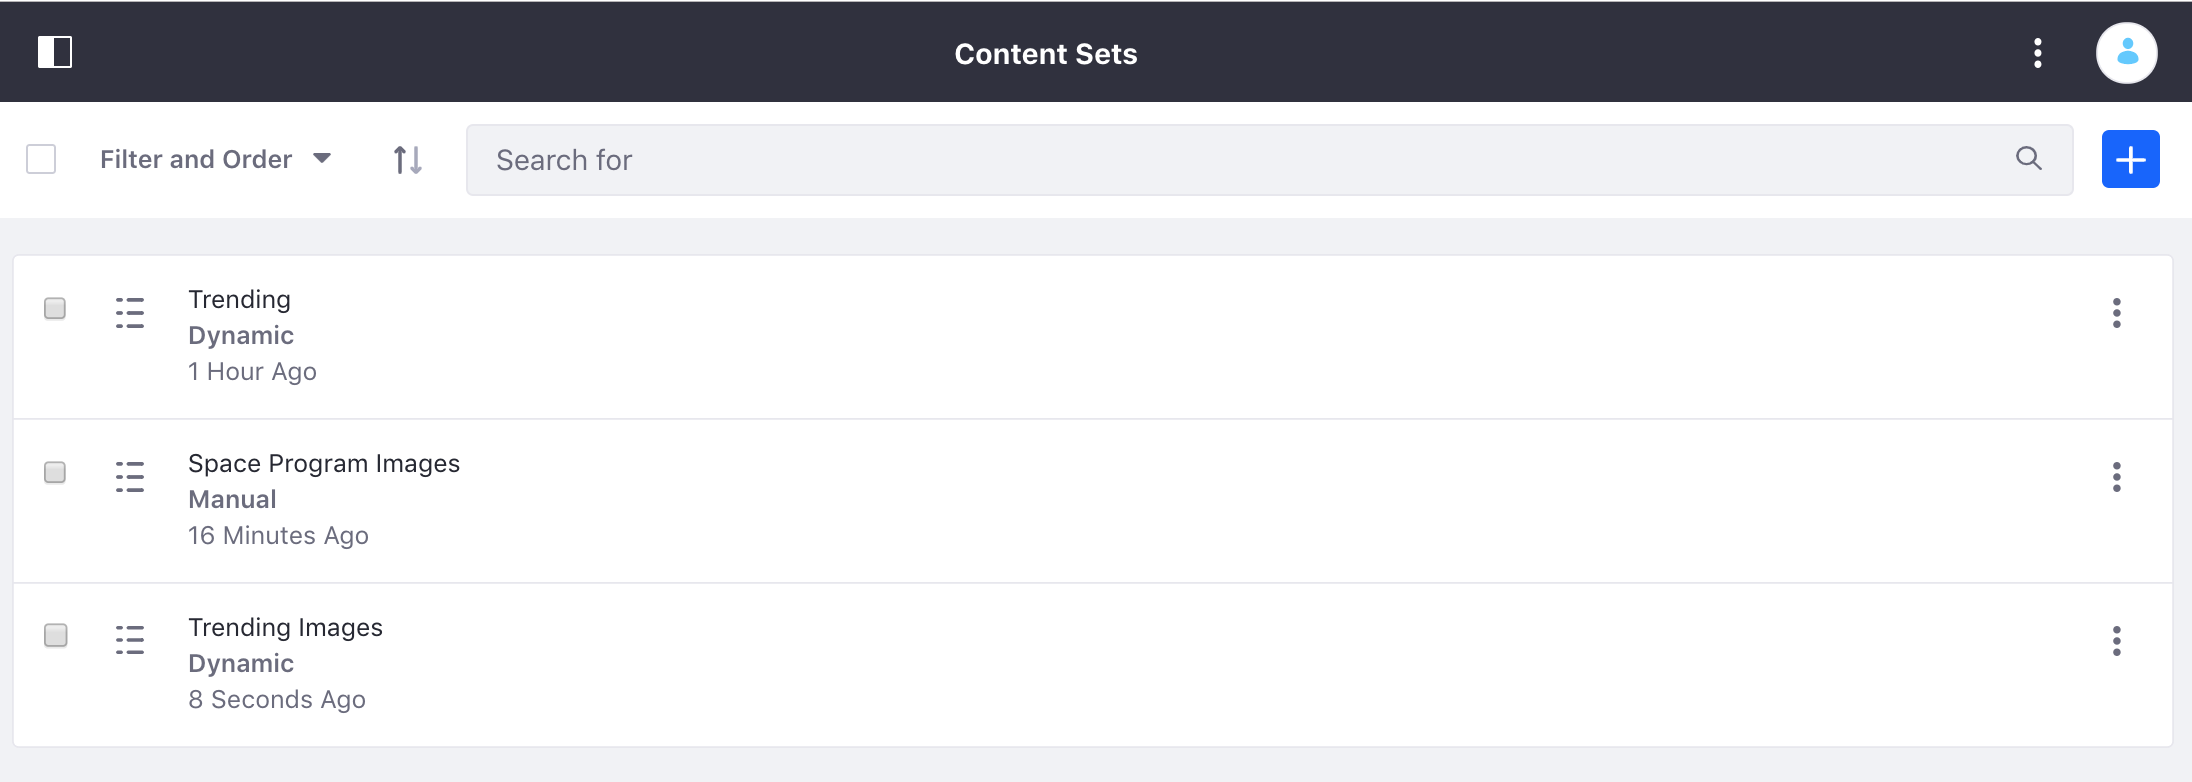 Content Sets
Filter and Order
Search for
Trending
Dynamic
1 Hour Ago
Space Program Images
Manual
16 Minutes Ago
Trending Images
Dynamic
8 Seconds Ago